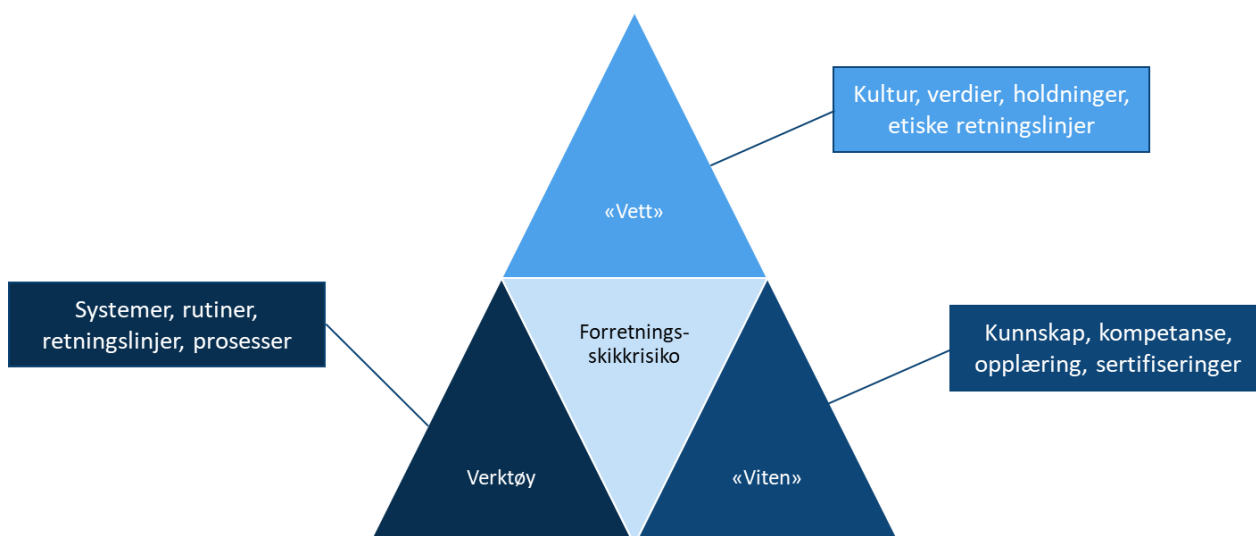 Kultur, verdier, holdninger,
etiske retningslinjer
«Vett»
Systemer, rutiner,
retningslinjer, prosesser
Forretnings-
skikkrisiko
Kunnskap, kompetanse,
opplæring, sertifiseringer
Verktøy
«Viten»